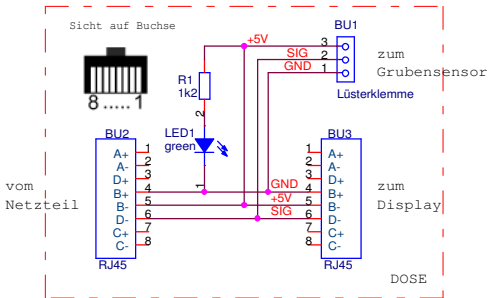 Sicht auf Buchse
8 ..... 1
BU1
+5V
3
SIG
2
GND
1
zum
Grubensensor
Lüsterklemme
R1
1k2
2
LED1
green
1
BU2
A+ 1
A- 2
D+ 3
B+ 4
B- 5
D- 6
C+ 7
C- 8
RJ45
vom
Netzteil
GND
+5V
SIG
BU3
1 A+
2 A-
3 D+
4 B+
5 B-
6 D-
7 C+
8 C-
RJ45
zum
Display
DOSE